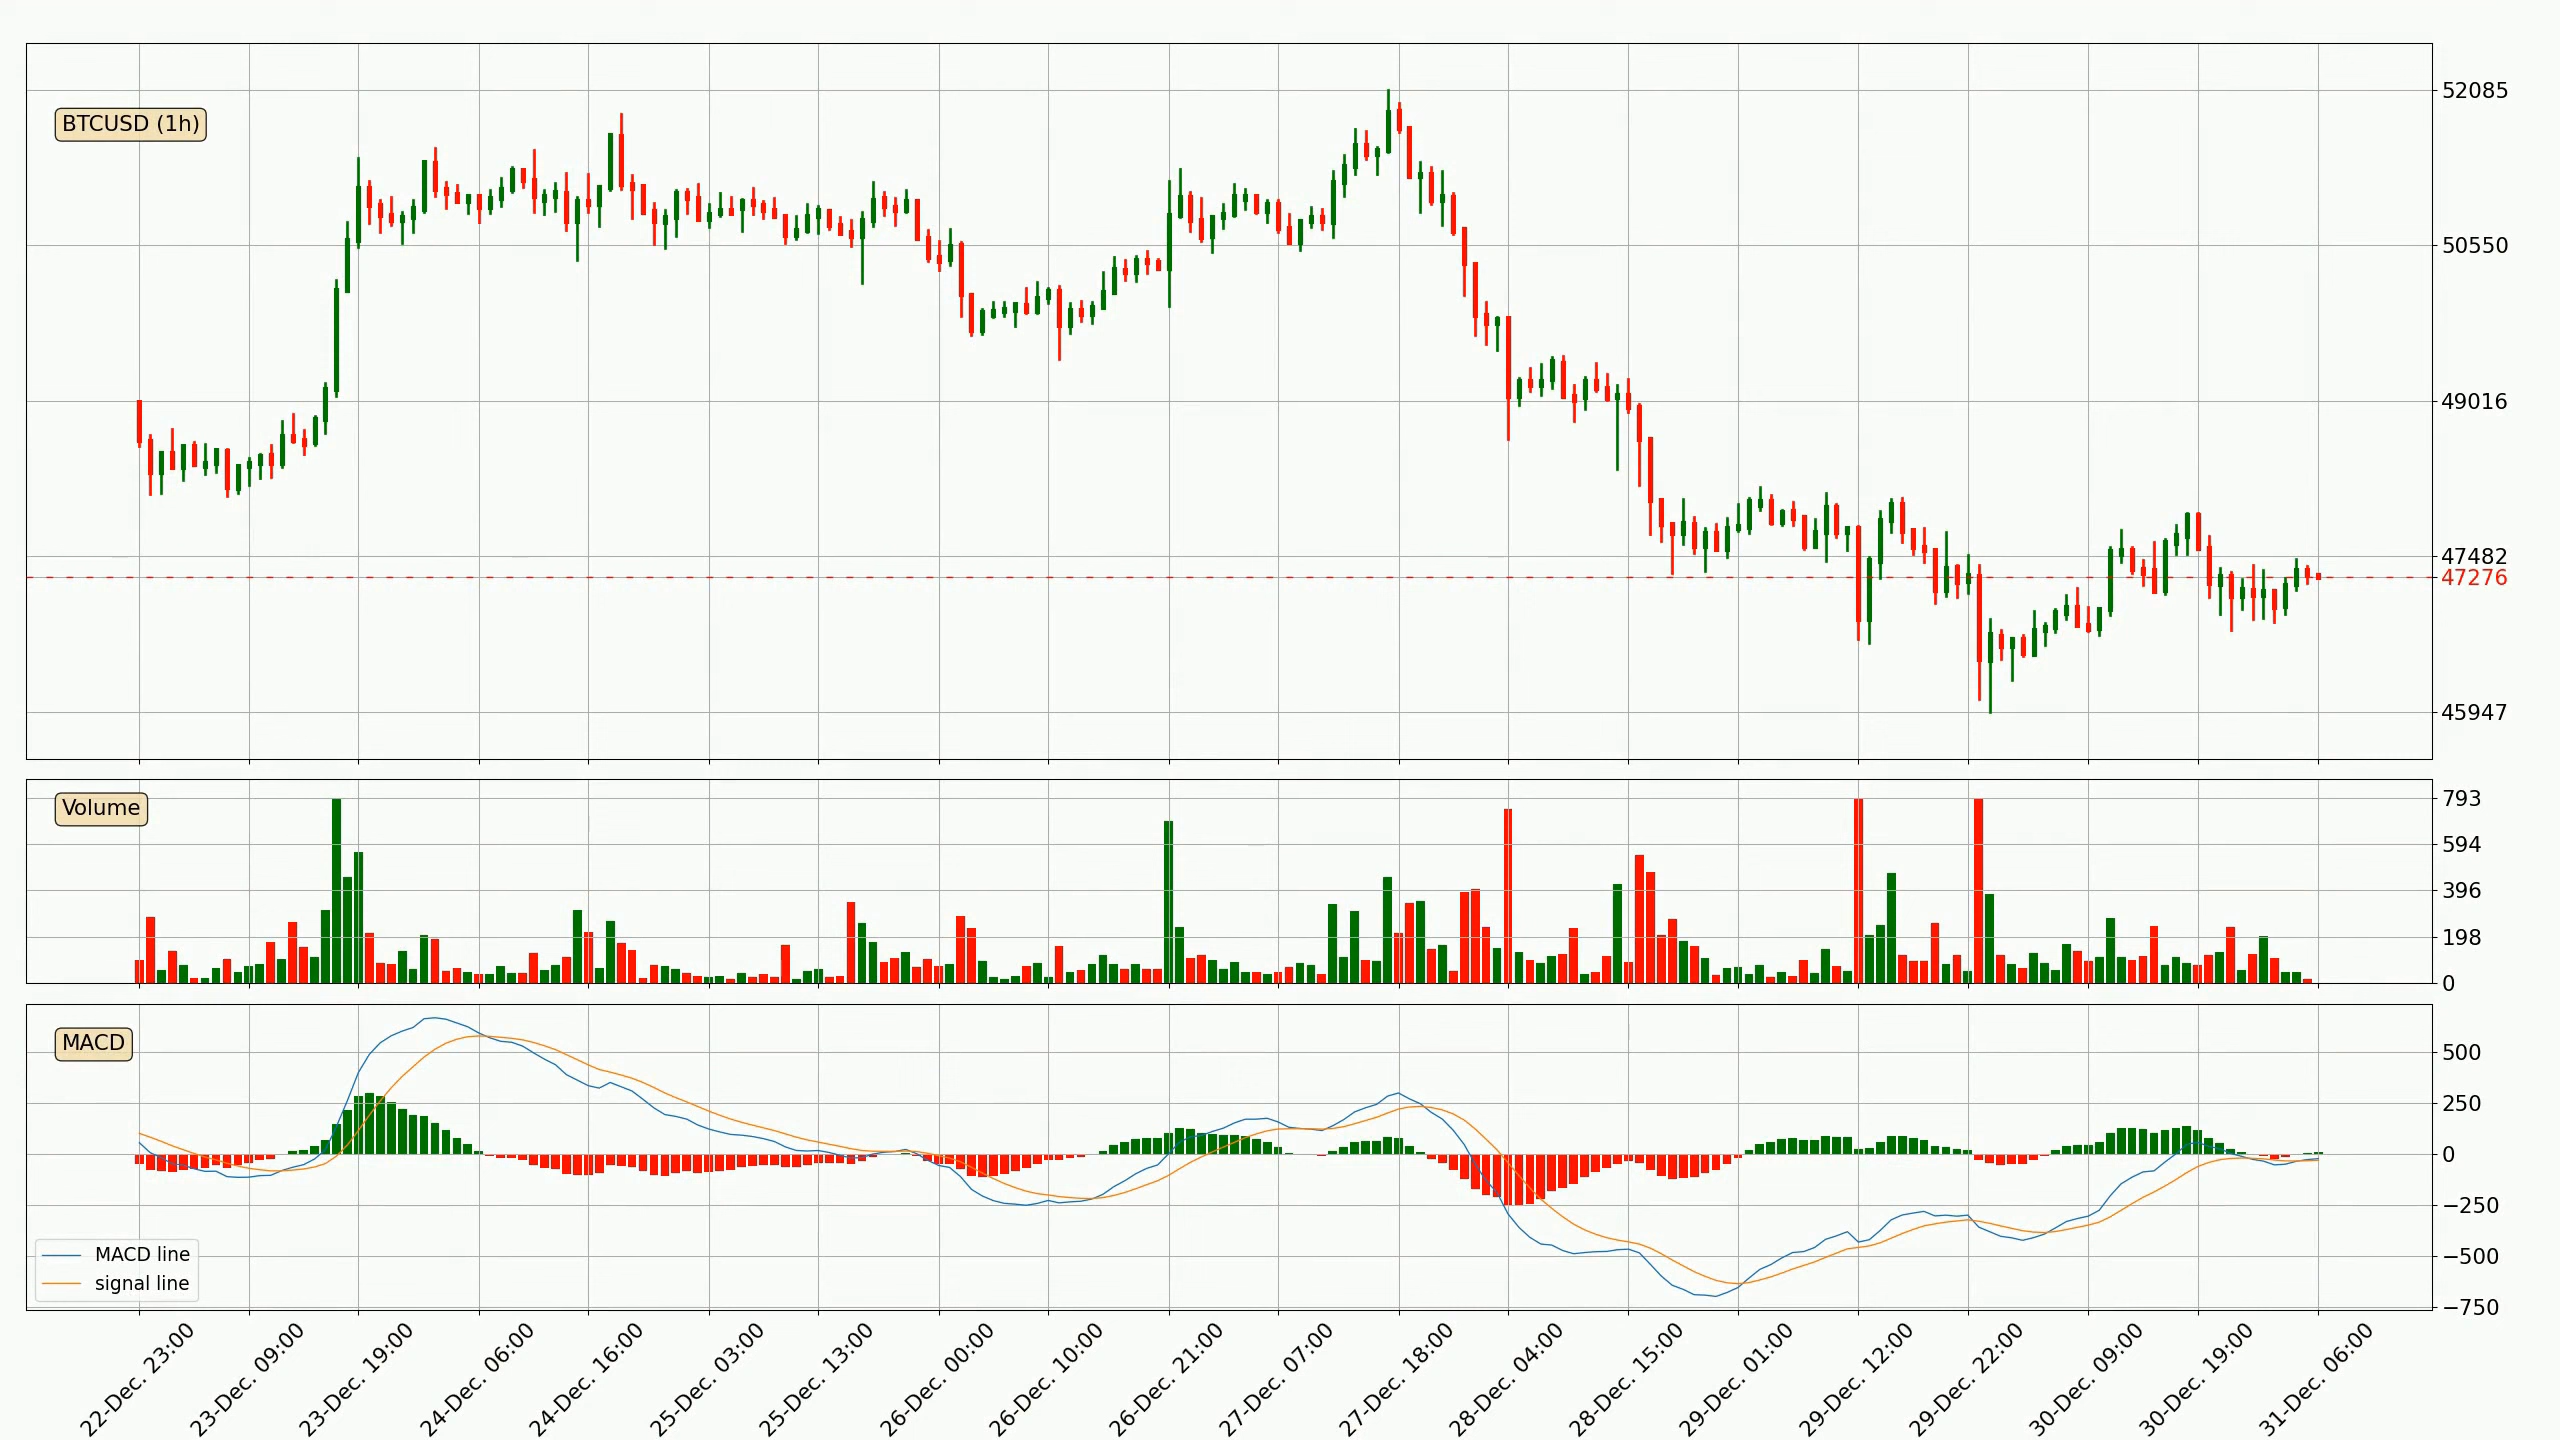 BTCUSD (1h)
52085
50550
49016
47482
47276
45947
Volume
793
594
396
198
0
MACD
500
250
0
−250
−500
−750
MACD line
signal line
22-Dec. 23:00
23-Dec. 09:00
23-Dec. 19:00
24-Dec. 06:00
24-Dec. 16:00
25-Dec. 03:00
25-Dec. 13:00
26-Dec. 00:00
26-Dec. 10:00
26-Dec. 21:00
27-Dec. 07:00
27-Dec. 18:00
28-Dec. 04:00
28-Dec. 15:00
29-Dec. 01:00
29-Dec. 12:00
29-Dec. 22:00
30-Dec. 09:00
30-Dec. 19:00
31-Dec. 06:00